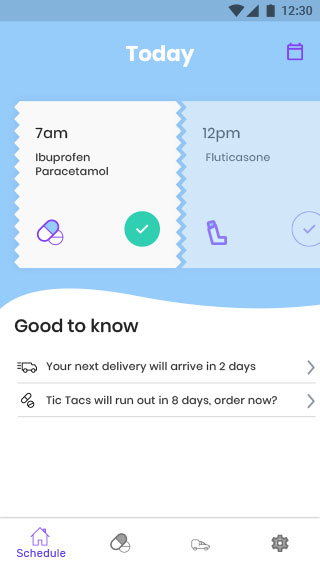 12:30
Today
7am
Ibuprofen
Paracetamol
12pm
Fluticasone
Good to know
Your next delivery will arrive in 2 days
Tic Tacs will run out in 8 days, order now?
Schedule